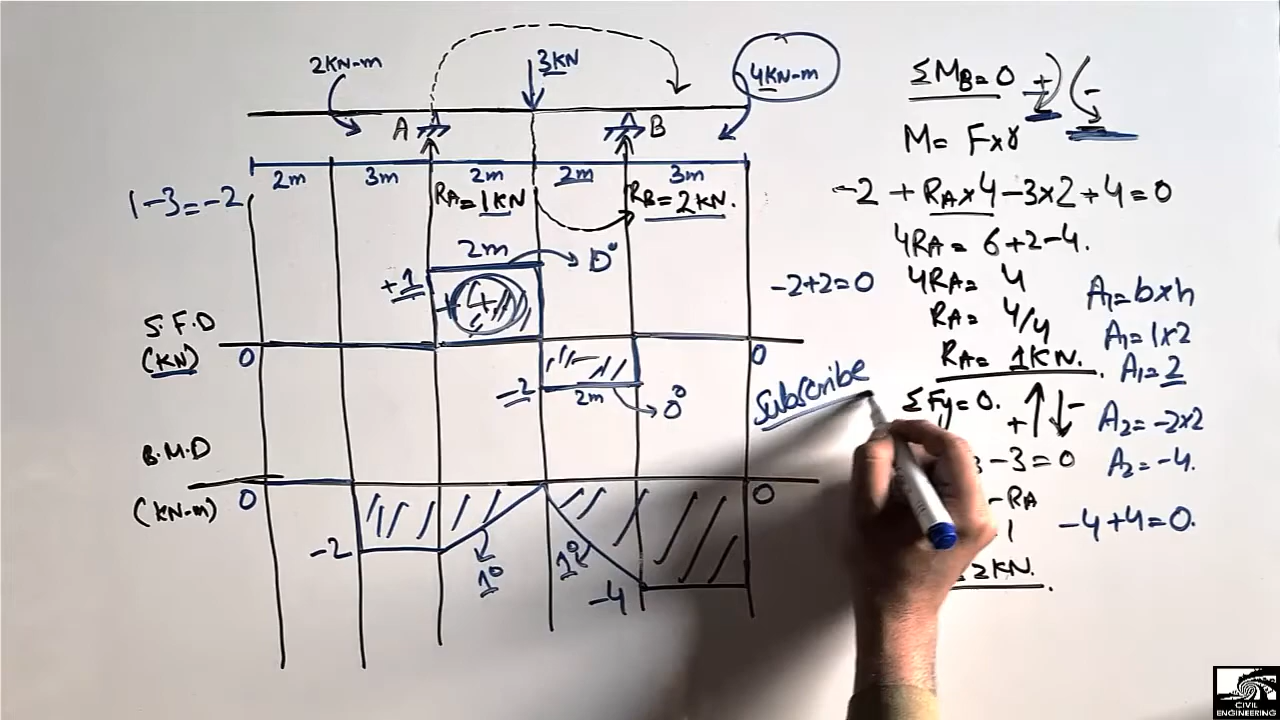 2KN-m
3KN
4KN-m
A
B
2m 3m 2m 2m 3m
1-3=-2
RA=1KN
RB=2KN.
2m
D°
+1
+
S.F.D
(KN)
0
0
-2
2m
0°
-2+2=0
Subscribe
B.M.D
(KN-m)
0
0
-2
1°
1°
-4
ΣMB=0 + -
M= F×r
-2 + RA×4-3×2+4=0
4RA= 6+2-4.
4RA= 4
RA= 4/4
RA= 1KN.
ΣFy=0. + -
-3=0
-RA
1
2KN.
A1=b×h
A1=1×2
A1=2
A2=-2×2
A2=-4.
-4+4=0.
CIVIL
ENGINEERING